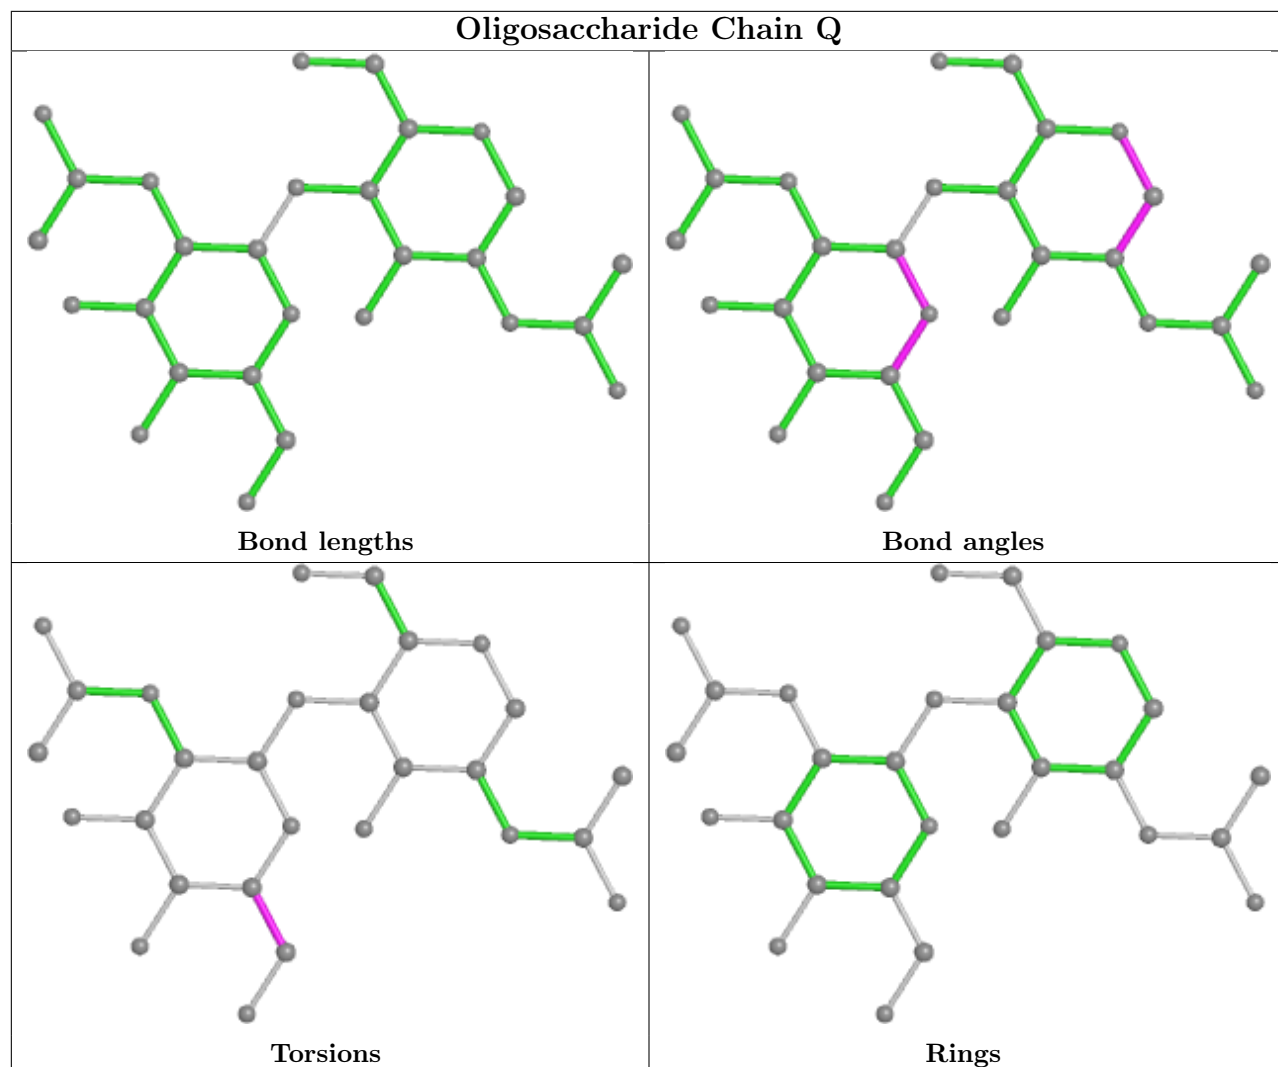 Oligosaccharide Chain Q
Bond lengths
Bond angles
Torsions
Rings